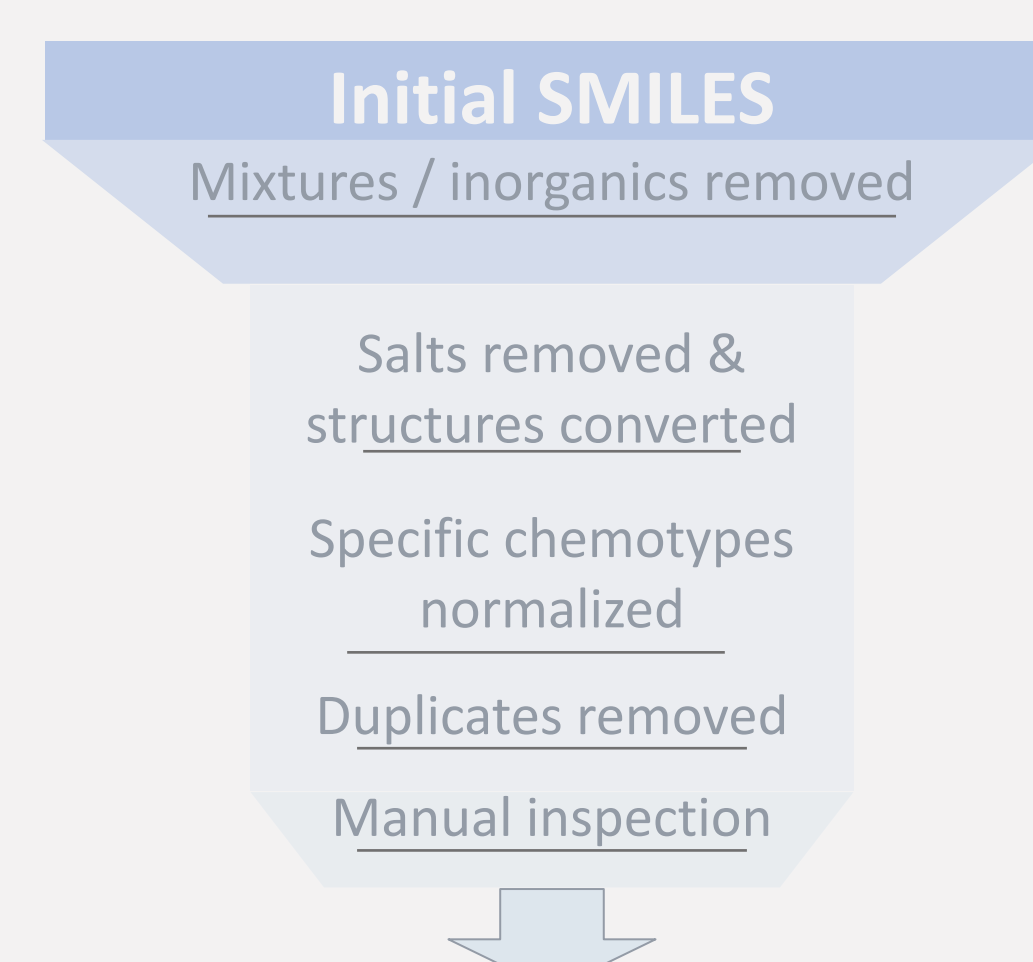 Initial SMILES
Mixtures / inorganics removed
Salts removed &
structures converted
Specific chemotypes
normalized
Duplicates removed
Manual inspection